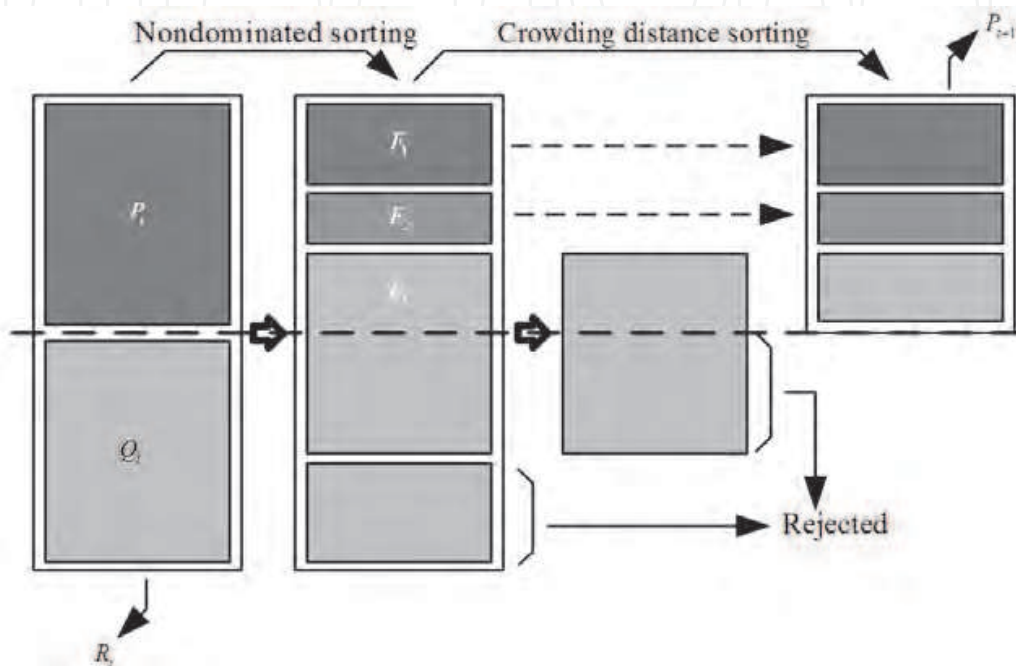 Nondominated sorting
Crowding distance sorting
P_{t+1}
F_1
P_t
F_2
Q_t
Rejected
R_t